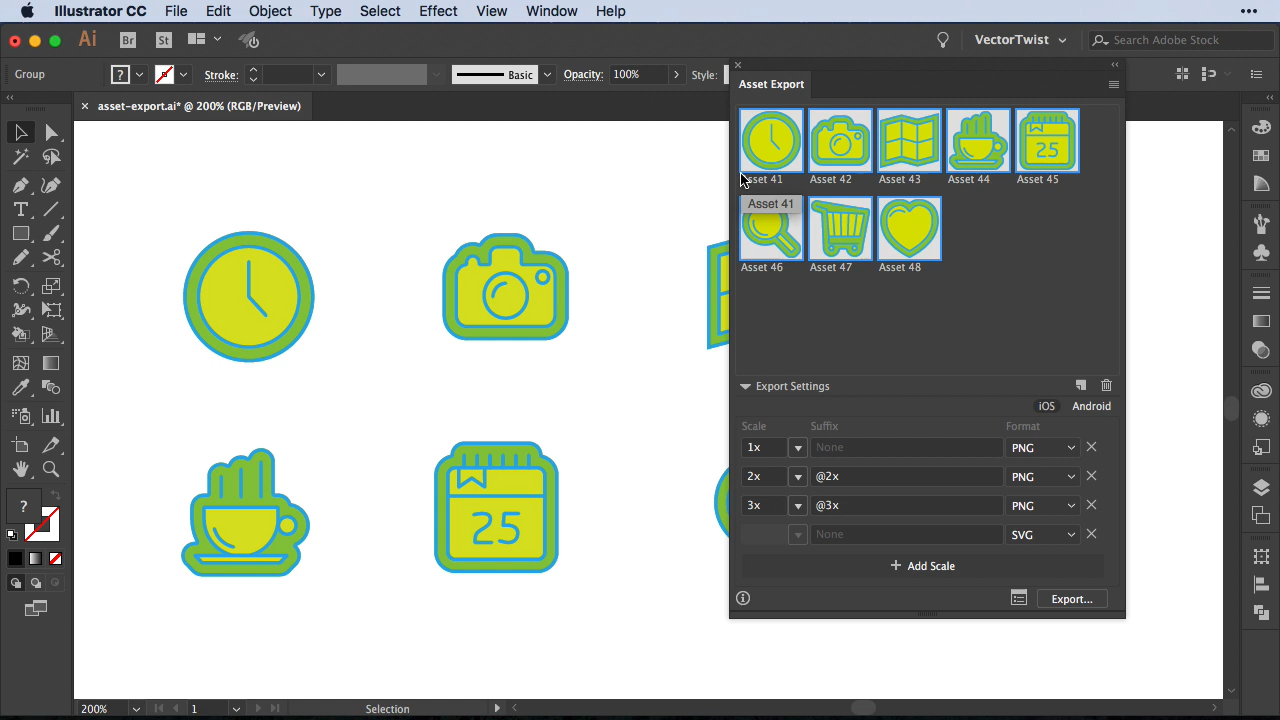 Illustrator CC File Edit Object Type Select Effect View Window Help
Ai Br St VectorTwist Search Adobe Stock
Group ? Stroke: Basic Opacity: 100% Style:
asset-export.ai* @ 200% (RGB/Preview)
Asset Export
25
Asset 41 Asset 42 Asset 43 Asset 44 Asset 45
Asset 41
Asset 46 Asset 47 Asset 48
Export Settings
iOS Android
Scale Suffix Format
1x None PNG
2x @2x PNG
3x @3x PNG
None SVG
+ Add Scale
Export...
25
?
200% 1 Selection